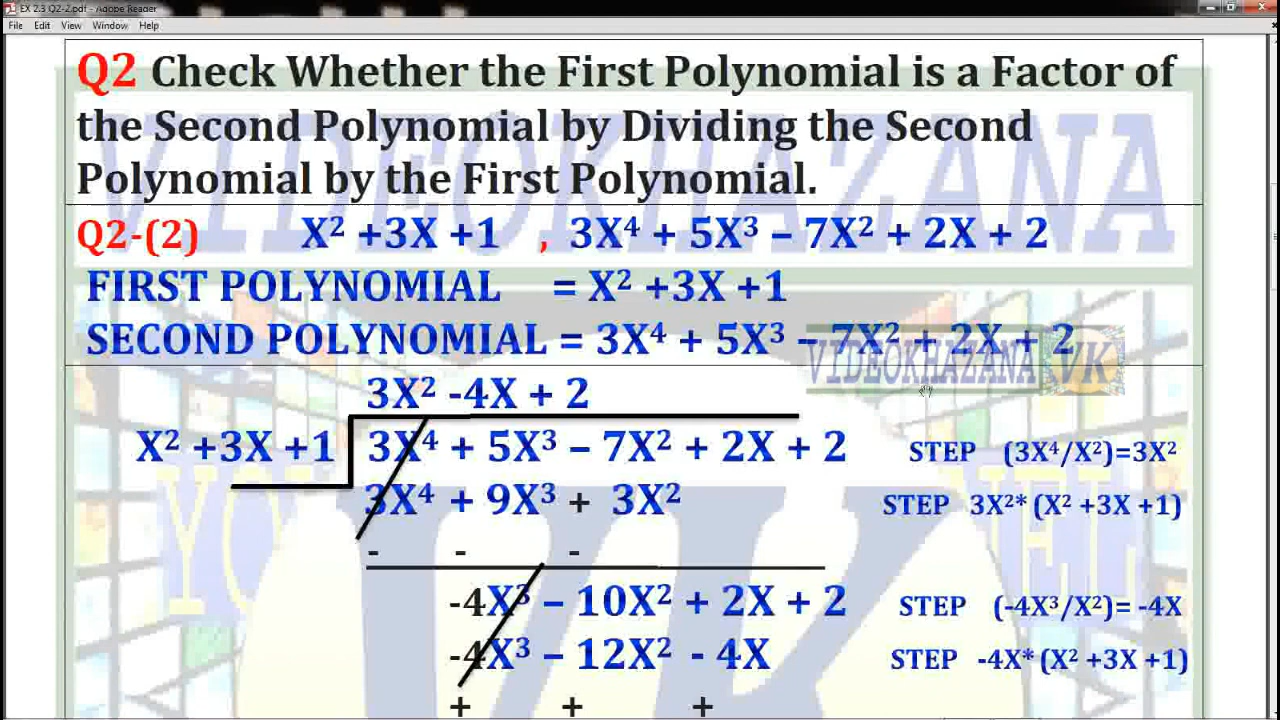 EX 2.3 Q2-2.pdf - Adobe Reader
File Edit View Window Help
Q2 Check Whether the First Polynomial is a Factor of
the Second Polynomial by Dividing the Second
Polynomial by the First Polynomial.
Q2-(2) X² +3X +1 , 3X⁴ + 5X³ – 7X² + 2X + 2
FIRST POLYNOMIAL = X² +3X +1
SECOND POLYNOMIAL = 3X⁴ + 5X³ – 7X² + 2X + 2
VIDEOKHAZANA VK
3X² -4X + 2
X² +3X +1 3X⁴ + 5X³ – 7X² + 2X + 2 STEP (3X⁴/X²)=3X²
3X⁴ + 9X³ + 3X² STEP 3X²* (X² +3X +1)
- - -
-4X³ – 10X² + 2X + 2 STEP (-4X³/X²)= -4X
-4X³ – 12X² - 4X STEP -4X* (X² +3X +1)
+ + +
VIDEOKHAZANA
VK